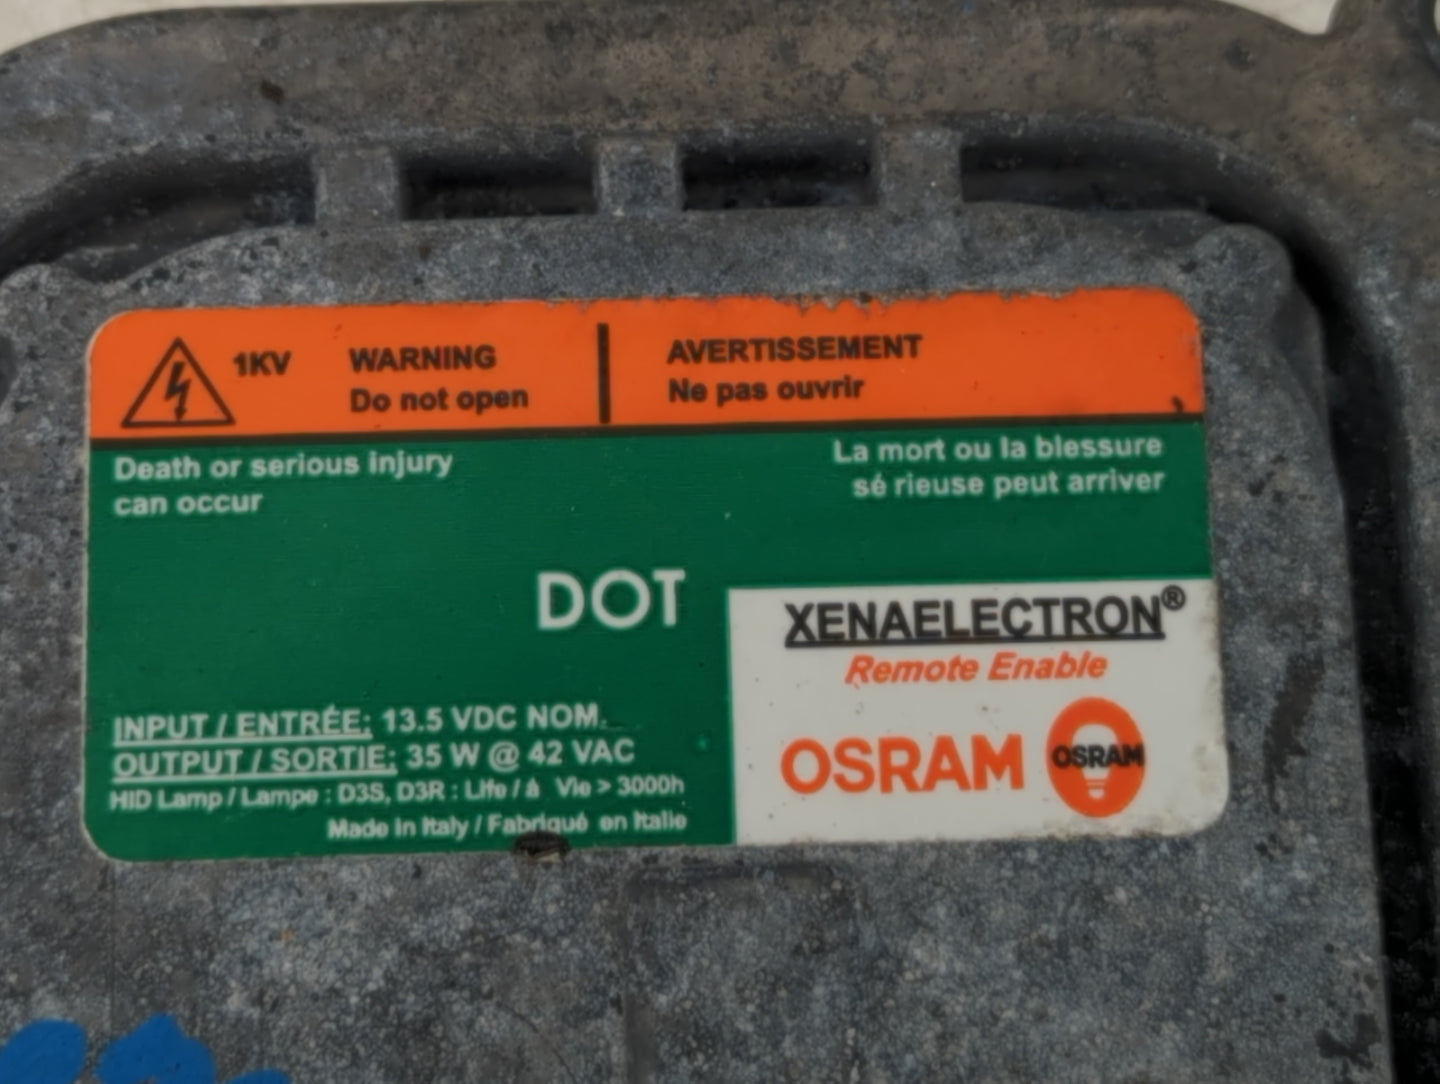 1KV WARNING AVERTISSEMENT
Do not open Ne pas ouvrir
Death or serious injury
can occur
La mort ou la blessure
sé rieuse peut arriver
DOT
XENAELECTRON®
Remote Enable
OSRAM OSRAM
INPUT / ENTRÉE: 13.5 VDC NOM.
OUTPUT / SORTIE: 35 W @ 42 VAC
HID Lamp / Lampe : D3S, D3R : Life / à Vie > 3000h
Made in Italy / Fabriqué en Italie